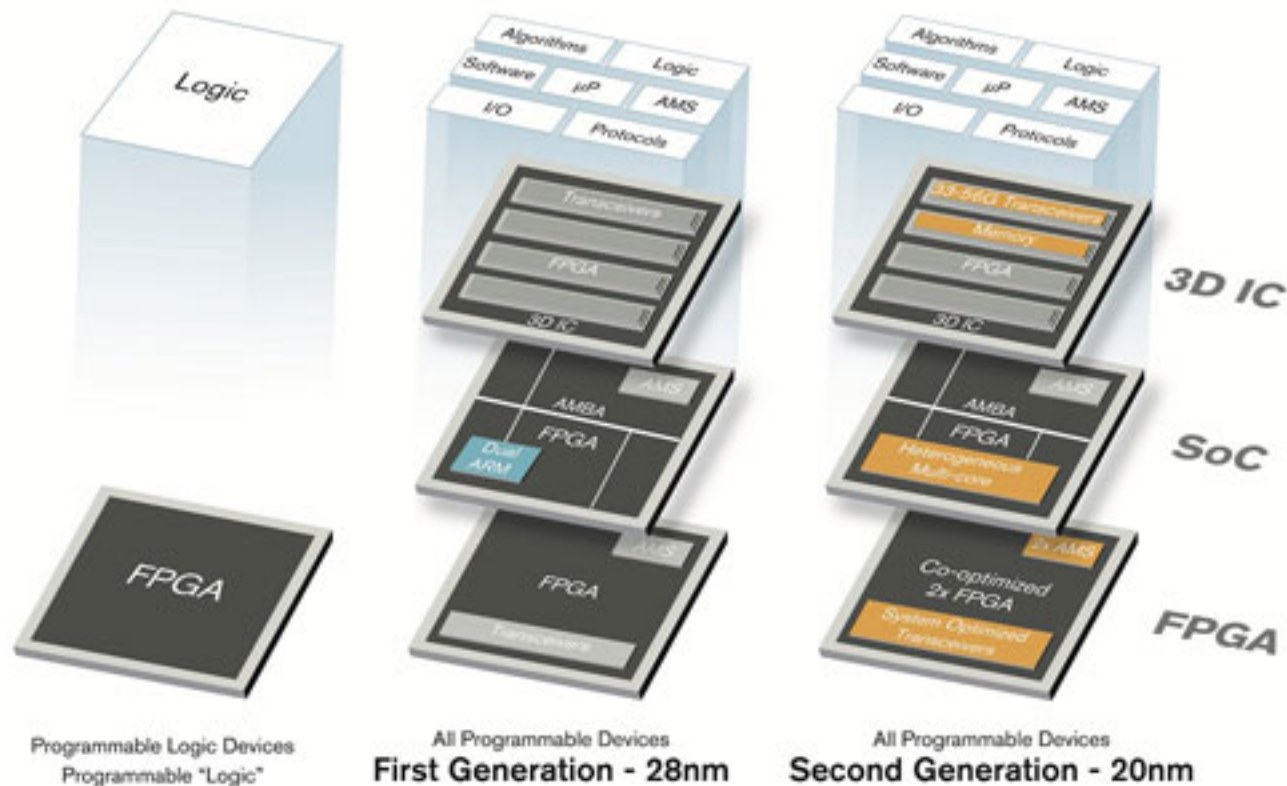 Logic
FPGA
Programmable Logic Devices
Programmable "Logic"
Algorithms
Logic
Software
μP
AMS
I/O
Protocols
Transceivers
FPGA
3D IC
AMS
AMBA
FPGA
Dual
ARM
AMS
FPGA
Transceivers
All Programmable Devices
First Generation - 28nm
Algorithms
Logic
Software
μP
AMS
I/O
Protocols
33-56G Transceivers
Memory
FPGA
3D IC
AMS
AMBA
FPGA
Heterogeneous
Multi-core
2x AMS
Co-optimized
2x FPGA
System Optimized
Transceivers
All Programmable Devices
Second Generation - 20nm
3D IC
SoC
FPGA